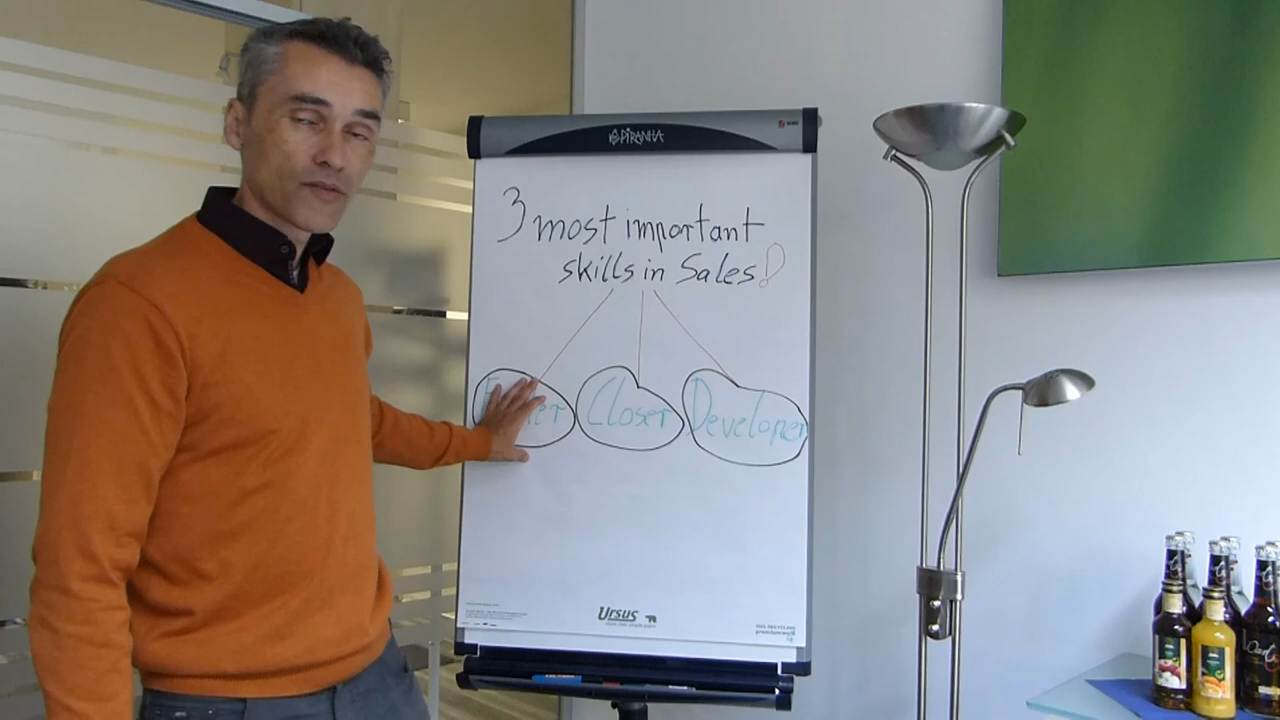 PIRANHA
3 most important
skills in Sales!
Closer Developer
Ursus